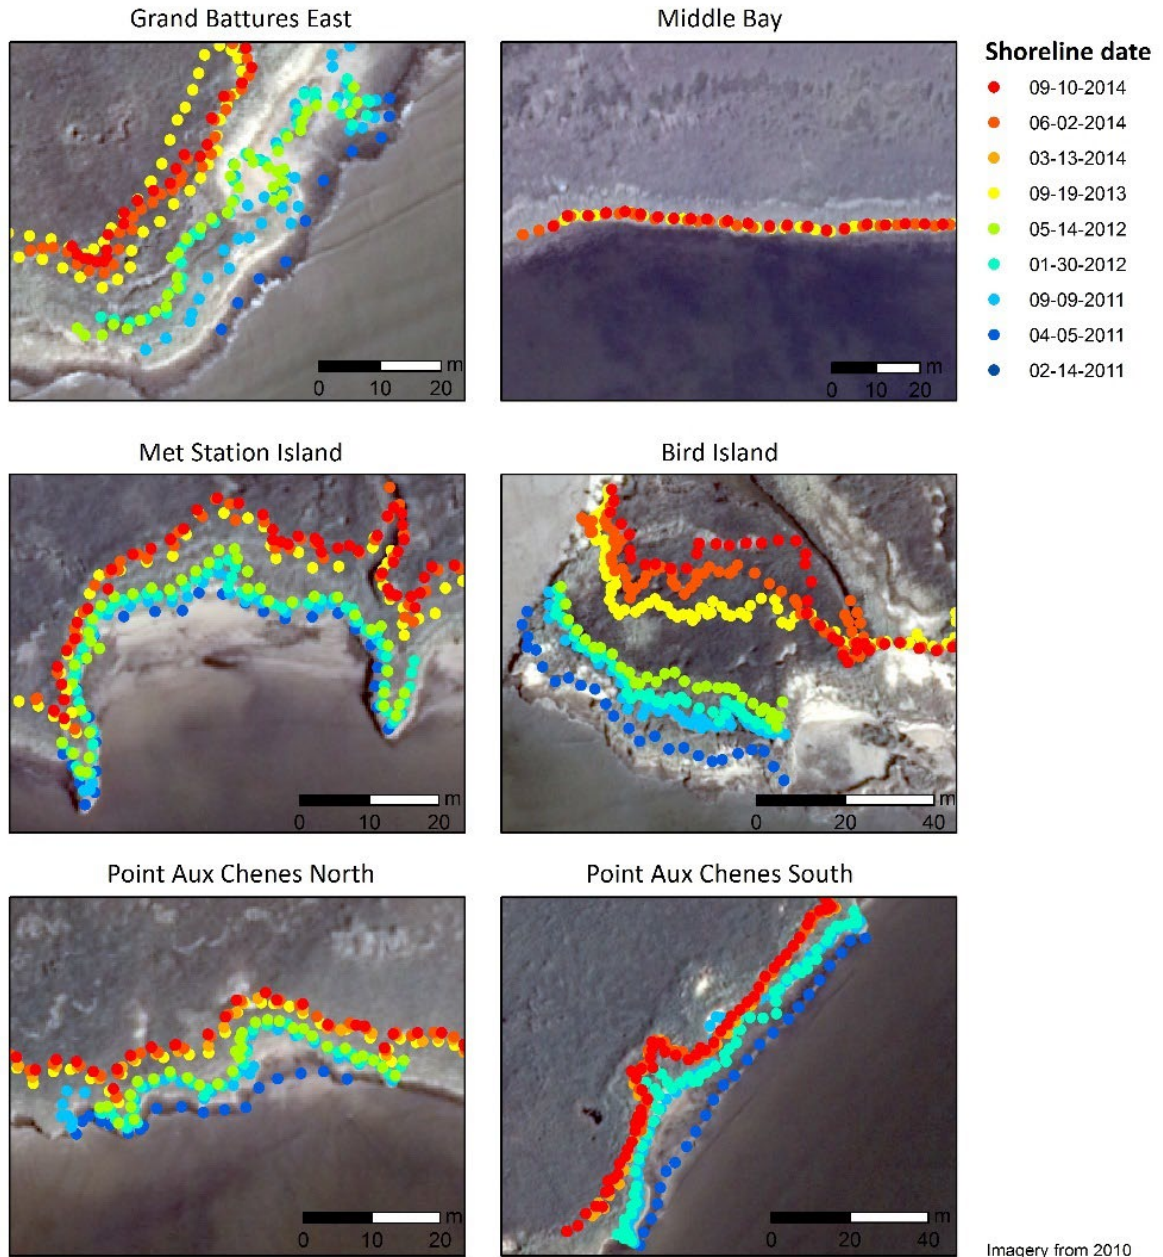 Grand Battures East
Middle Bay
m
0 10 20
m
0 10 20
Shoreline date
09-10-2014
06-02-2014
03-13-2014
09-19-2013
05-14-2012
01-30-2012
09-09-2011
04-05-2011
02-14-2011
Met Station Island
Bird Island
m
0 10 20
m
0 20 40
Point Aux Chenes North
Point Aux Chenes South
m
0 10 20
m
0 20 40
Imagery from 2010